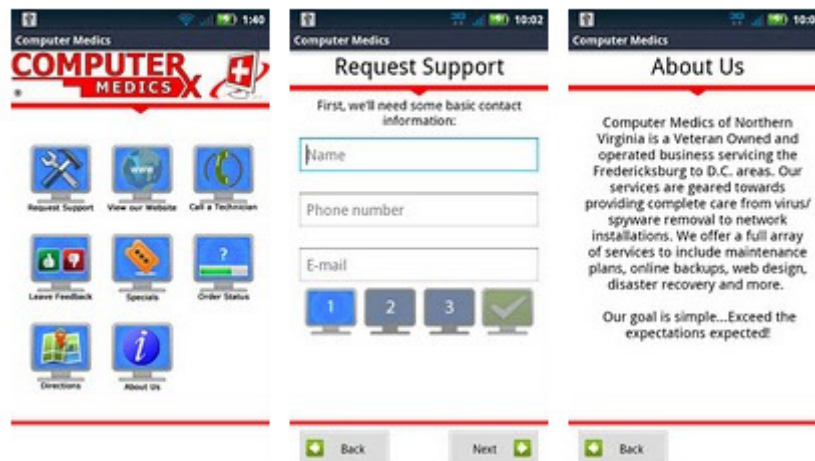 1:40
Computer Medics
COMPUTER
MEDICS
X
®
www
Request Support
View our Website
Call a Technician
?
Leave Feedback
Specials
Order Status
i
Directions
About Us
3G
10:02
Computer Medics
Request Support
First, we'll need some basic contact
information:
Name
Phone number
E-mail
1
2
3
Back
Next
3G
10:0
Computer Medics
About Us
Computer Medics of Northern
Virginia is a Veteran Owned and
operated business servicing the
Fredericksburg to D.C. areas. Our
services are geared towards
providing complete care from virus/
spyware removal to network
installations. We offer a full array
of services to include maintenance
plans, online backups, web design,
disaster recovery and more.
Our goal is simple...Exceed the
expectations expected!
Back